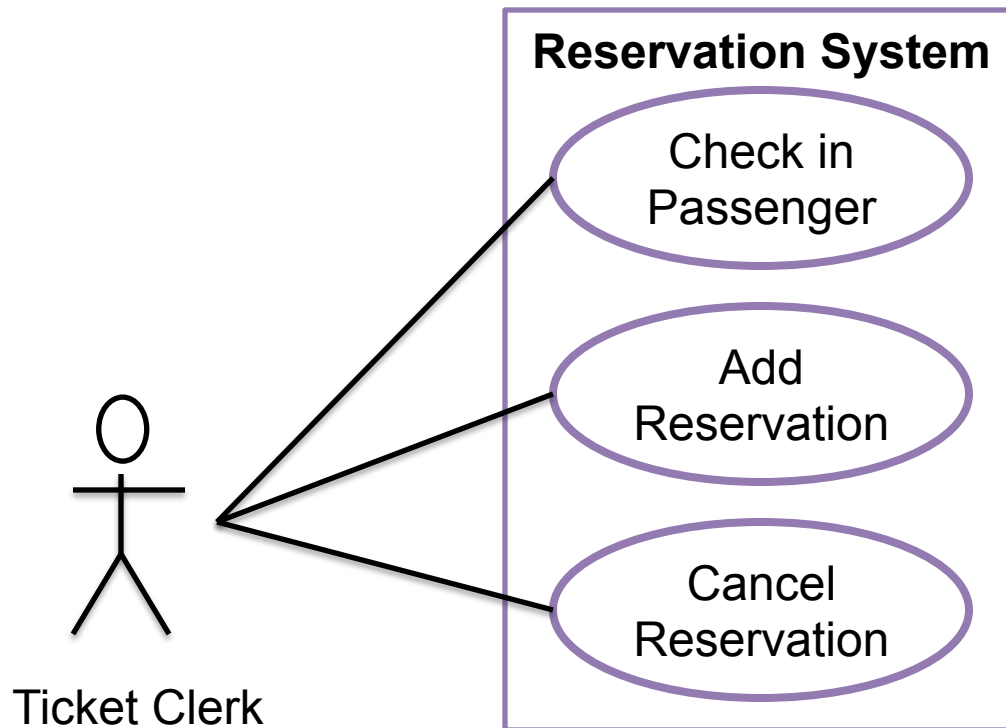 Reservation System
Check in
Passenger
Add
Reservation
Cancel
Reservation
Ticket Clerk